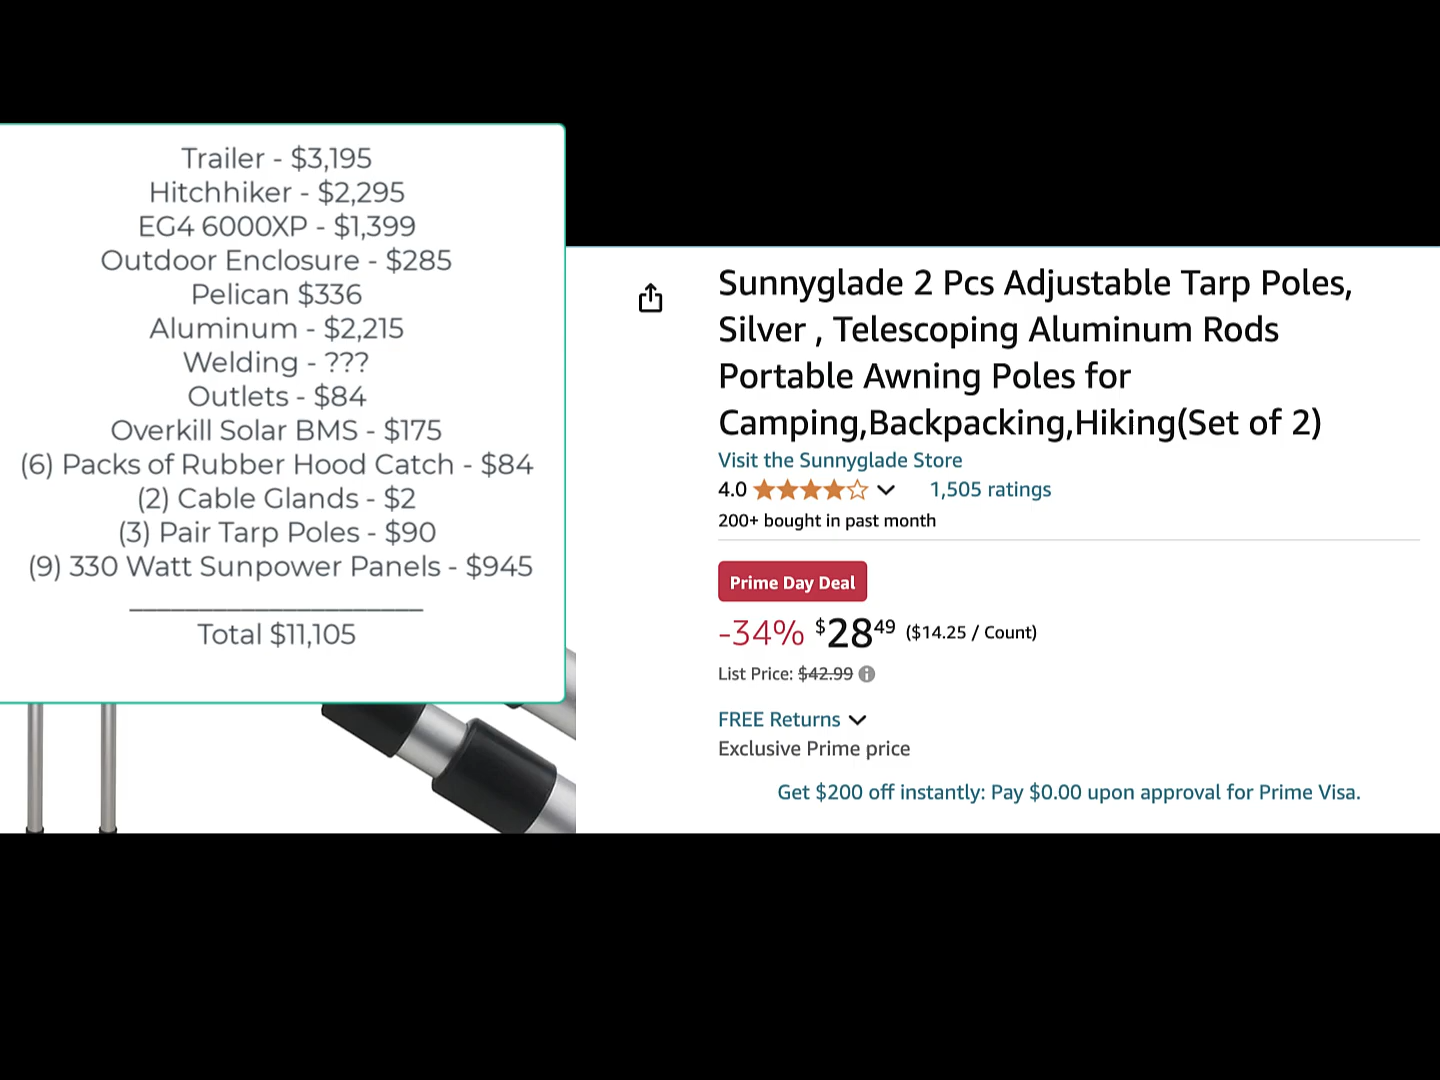 Trailer - $3,195
Hitchhiker - $2,295
EG4 6000XP - $1,399
Outdoor Enclosure - $285
Pelican $336
Aluminum - $2,215
Welding - ???
Outlets - $84
Overkill Solar BMS - $175
(6) Packs of Rubber Hood Catch - $84
(2) Cable Glands - $2
(3) Pair Tarp Poles - $90
(9) 330 Watt Sunpower Panels - $945
Total $11,105
Sunnyglade 2 Pcs Adjustable Tarp Poles,
Silver , Telescoping Aluminum Rods
Portable Awning Poles for
Camping,Backpacking,Hiking(Set of 2)
Visit the Sunnyglade Store
4.0 1,505 ratings
200+ bought in past month
Prime Day Deal
-34% $2849 ($14.25 / Count)
List Price: $42.99
FREE Returns
Exclusive Prime price
Get $200 off instantly: Pay $0.00 upon approval for Prime Visa.